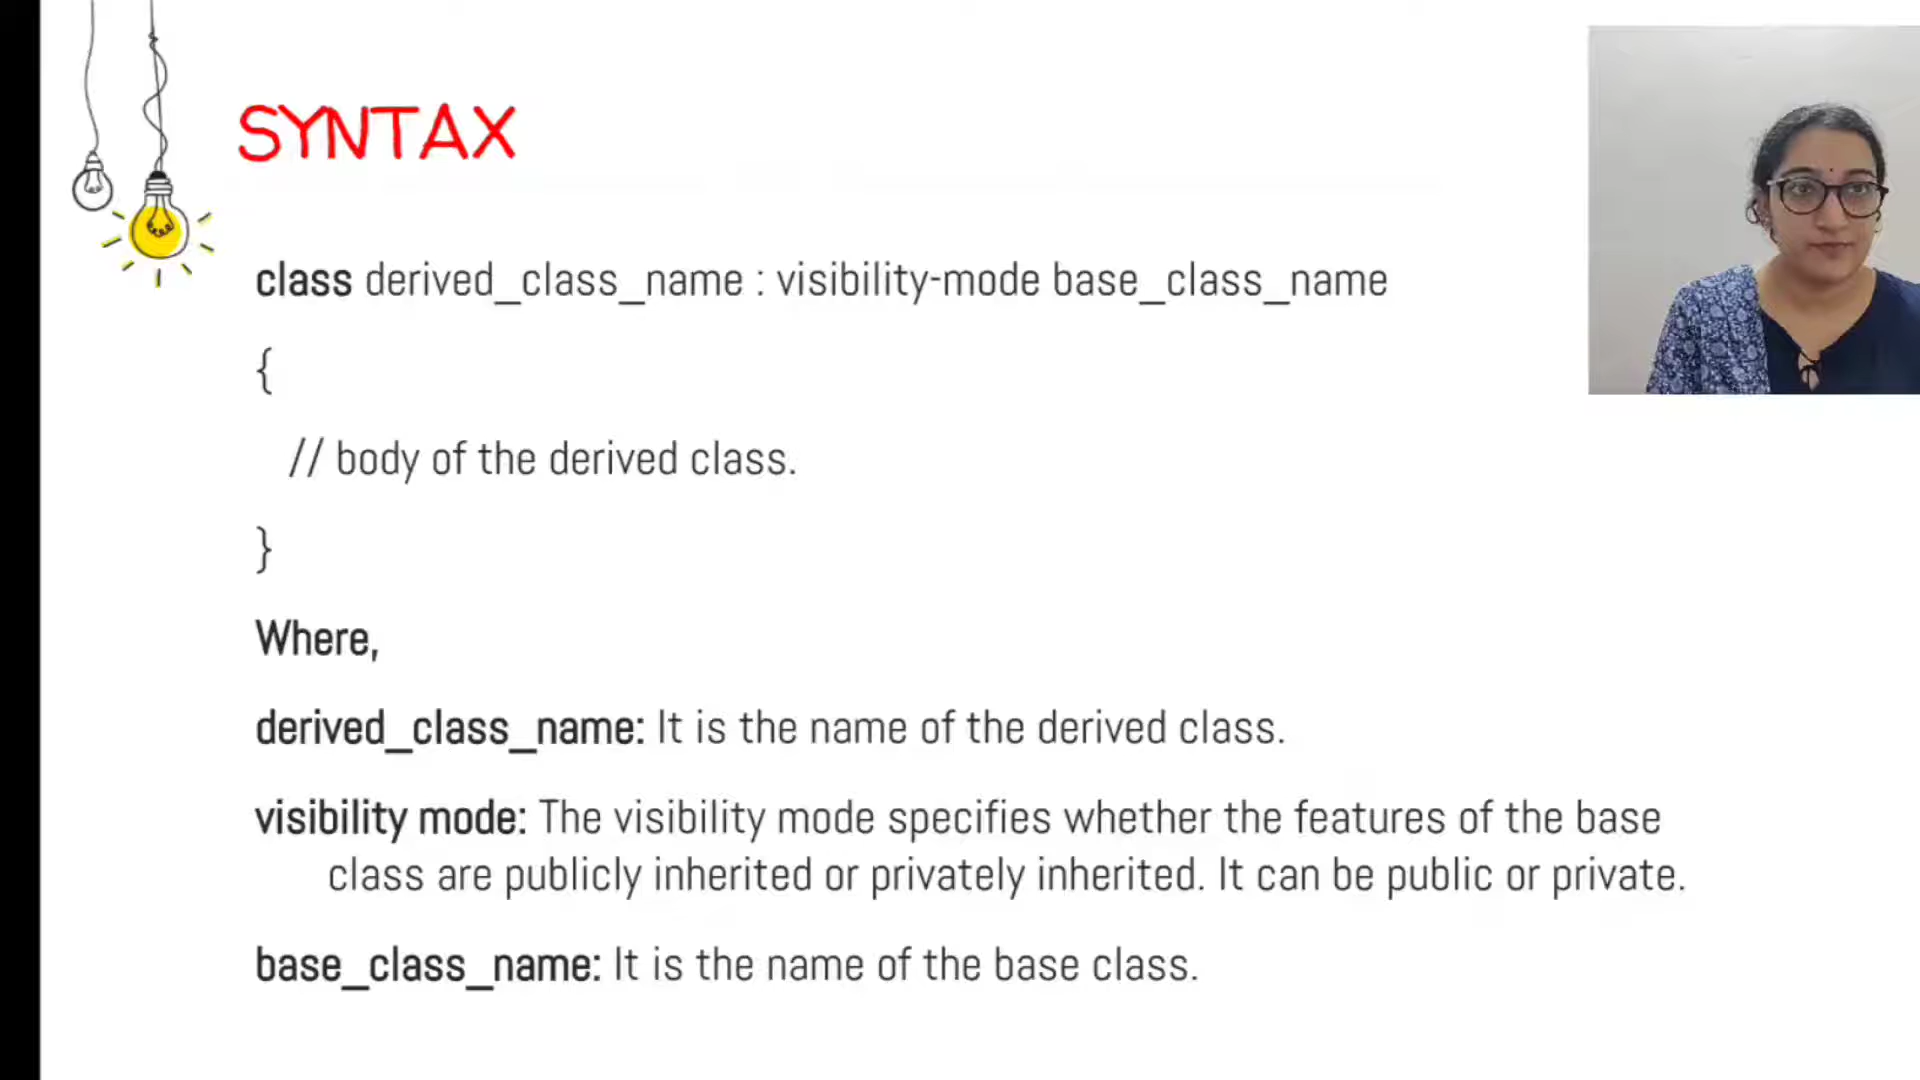 SYNTAX
class derived_class_name : visibility-mode base_class_name
{
// body of the derived class.
}
Where,
derived_class_name: It is the name of the derived class.
visibility mode: The visibility mode specifies whether the features of the base
class are publicly inherited or privately inherited. It can be public or private.
base_class_name: It is the name of the base class.